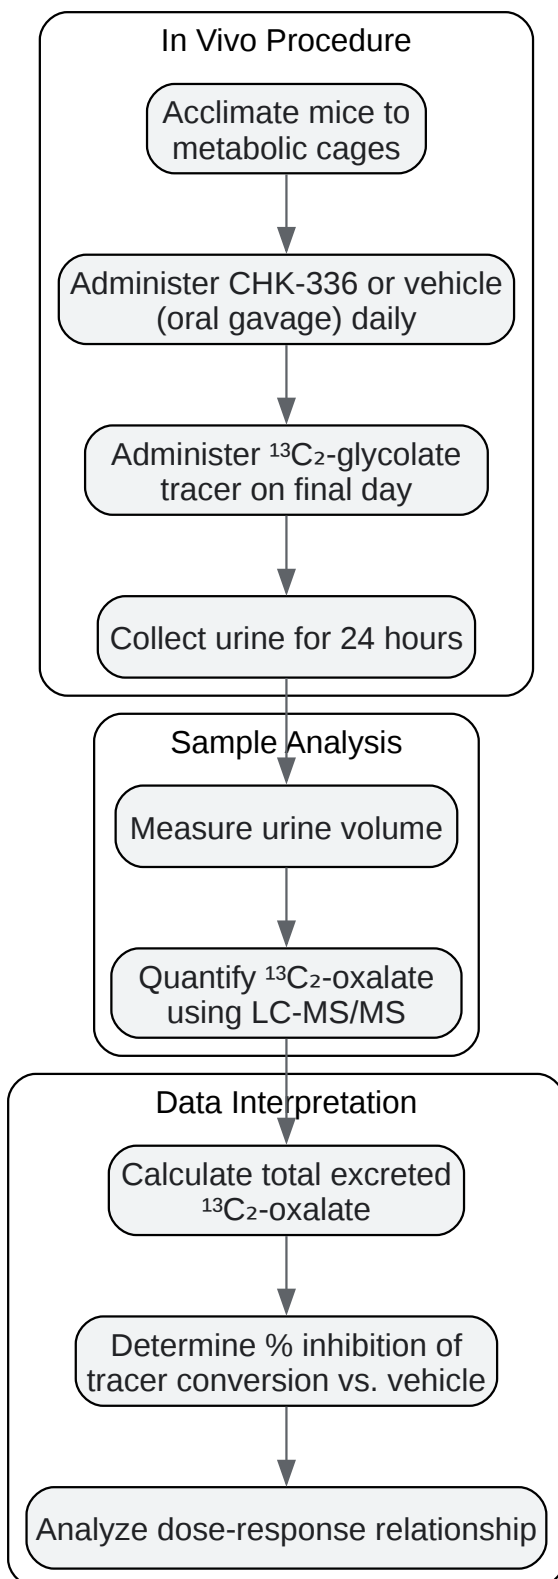 In Vivo Procedure
Acclimate mice to
metabolic cages
Administer CHK-336 or vehicle
(oral gavage) daily
Administer ¹³C₂-glycolate
tracer on final day
Collect urine for 24 hours
Sample Analysis
Measure urine volume
Quantify ¹³C₂-oxalate
using LC-MS/MS
Data Interpretation
Calculate total excreted
¹³C₂-oxalate
Determine % inhibition of
tracer conversion vs. vehicle
Analyze dose-response relationship